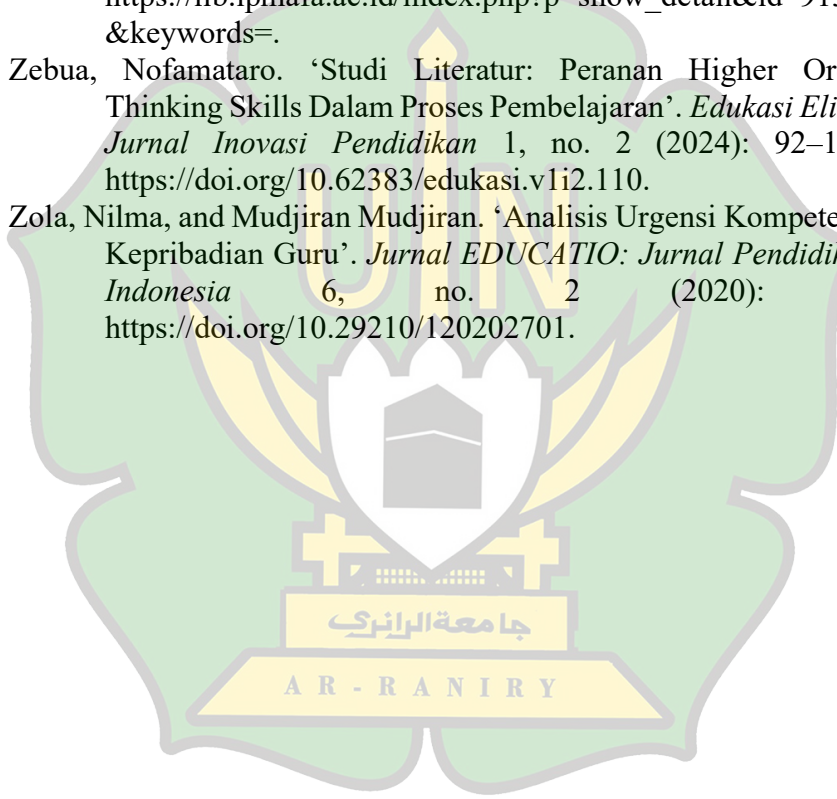 &keywords=.
Zebua, Nofamataro. ‘Studi Literatur: Peranan Higher Or
Thinking Skills Dalam Proses Pembelajaran’. Edukasi Eli
Jurnal Inovasi Pendidikan 1, no. 2 (2024): 92–1
https://doi.org/10.62383/edukasi.v1i2.110.
Zola, Nilma, and Mudjiran Mudjiran. ‘Analisis Urgensi Kompete
Kepribadian Guru’. Jurnal EDUCATIO: Jurnal Pendidik
Indonesia 6, no. 2 (2020):
https://doi.org/10.29210/120202701.
UIN
جامعةالرانري
AR-RANIRY